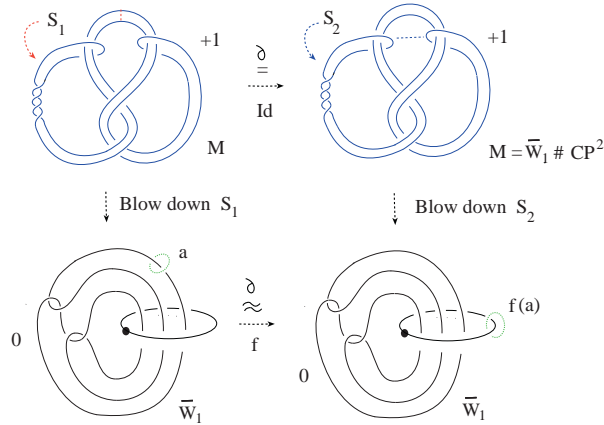 S₁
+1
M
∂
=
Id
S₂
+1
M = W̅₁ # CP²
Blow down S₁
Blow down S₂
a
0
W̅₁
∂
≈
f
f(a)
0
W̅₁